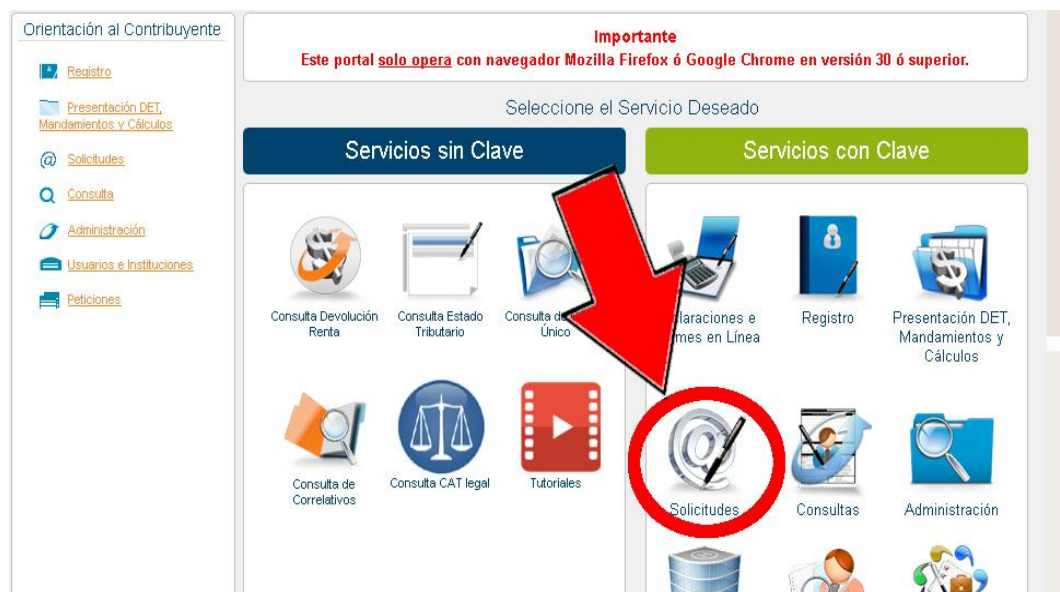 Orientación al Contribuyente
Registro
Presentación DET,
Mandamientos y Cálculos
Solicitudes
Consulta
Administración
Usuarios e Instituciones
Peticiones
Importante
Este portal solo opera con navegador Mozilla Firefox ó Google Chrome en versión 30 ó superior.
Seleccione el Servicio Deseado
Servicios sin Clave
Consulta Devolución
Renta
Consulta Estado
Tributario
Consulta
Único
Consulta de
Correlativos
Consulta CAT legal
Tutoriales
Servicios con Clave
e
en Línea
Registro
Presentación DET,
Mandamientos y
Cálculos
Solicitudes
Consultas
Administración